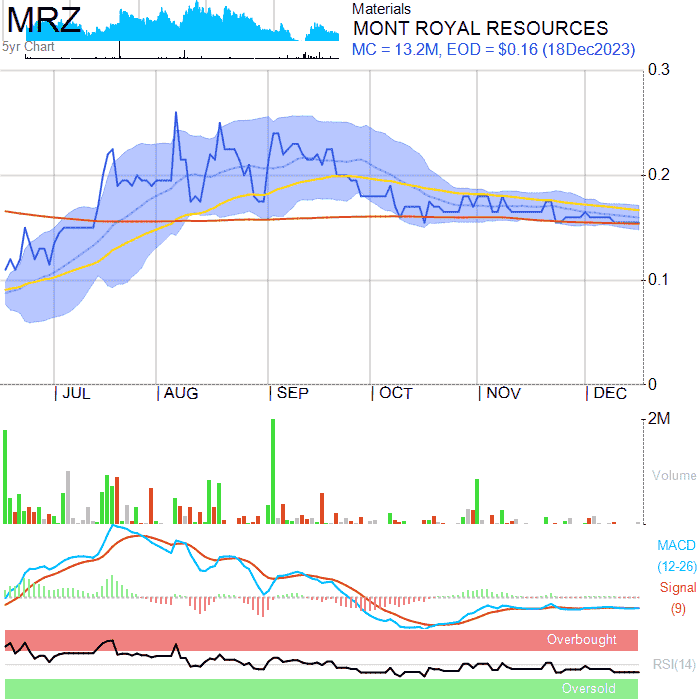 MRZ
5yr Chart
Materials
MONT ROYAL RESOURCES
MC = 13.2M, EOD = $0.16 (18Dec2023)
0.3
0.2
0.1
0
JUL AUG SEP OCT NOV DEC
2M
Volume
MACD
(12-26)
Signal
(9)
Overbought
RSI(14)
Oversold